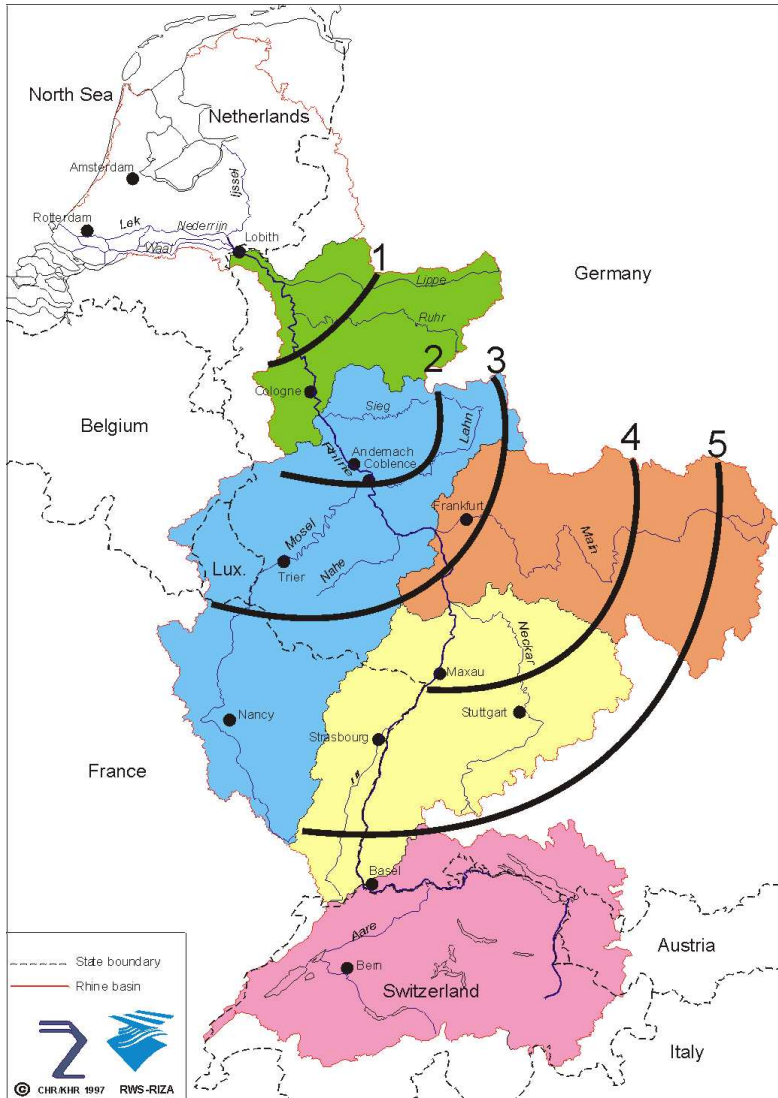 North Sea
Netherlands
Amsterdam
Ijssel
Rotterdam
Lek
Nederrijn
Waal
Lobith
1
Germany
Lippe
Ruhr
2
3
Cologne
Sieg
Belgium
Lahn
4
5
Rhine
Andernach
Coblence
Frankfurt
Mosel
Main
Lux.
Trier
Nahe
Neckar
Maxau
Nancy
Stuttgart
Strasbourg
Ill
France
Basel
Aare
Austria
Bern
Switzerland
State boundary
Rhine basin
Italy
© CHR/KHR 1997 RWS-RIZA